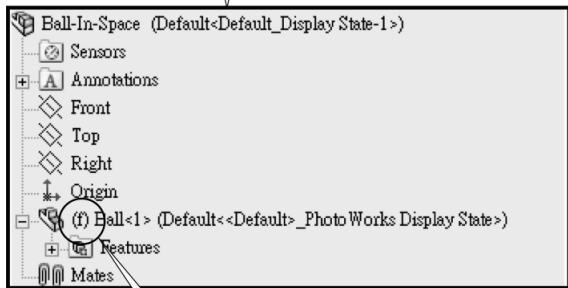 Ball-In-Space (Default<Default_Display State-1>)
Sensors
A Annotations
Front
Top
Right
Origin
(f) Ball<1> (Default<<Default>_PhotoWorks Display State>)
Features
Mates